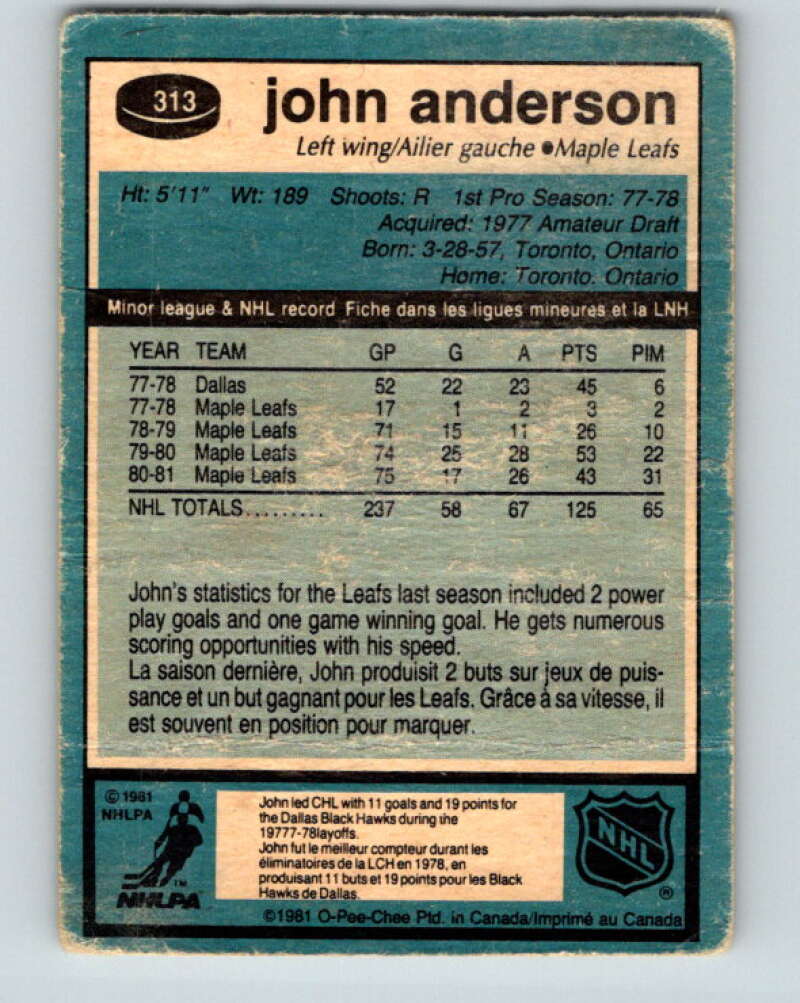 313
john anderson
Left wing/Ailier gauche ●Maple Leafs
Ht: 5'11" Wt: 189 Shoots: R 1st Pro Season: 77-78
Acquired: 1977 Amateur Draft
Born: 3-28-57, Toronto, Ontario
Home: Toronto. Ontario
Minor league & NHL record Fiche dans les ligues mineures et la LNH
YEAR TEAM GP G A PTS PIM
77-78 Dallas 52 22 23 45 6
77-78 Maple Leafs 17 1 2 3 2
78-79 Maple Leafs 71 15 11 26 10
79-80 Maple Leafs 74 25 28 53 22
80-81 Maple Leafs 75 17 26 43 31
NHL TOTALS......... 237 58 67 125 65
John's statistics for the Leafs last season included 2 power
play goals and one game winning goal. He gets numerous
scoring opportunities with his speed.
La saison dernière, John produisit 2 buts sur jeux de puis-
sance et un but gagnant pour les Leafs. Grâce à sa vitesse, il
est souvent en position pour marquer.
© 1981
NHLPA
TM
NHLPA
John led CHL with 11 goals and 19 points for
the Dallas Black Hawks during the
19777-78layoffs.
John fut le meilleur compteur durant les
éliminatoires de la LCH en 1978, en
produisant 11 buts et 19 points pour les Black
Hawks de Dallas.
NHL
®
©1981 O-Pee-Chee Ptd. in Canada/Imprimé au Canada